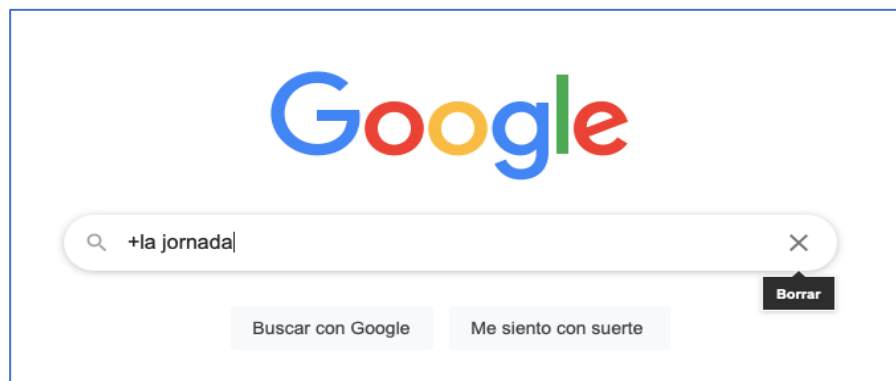 Google
+la jornada
Borrar
Buscar con Google
Me siento con suerte